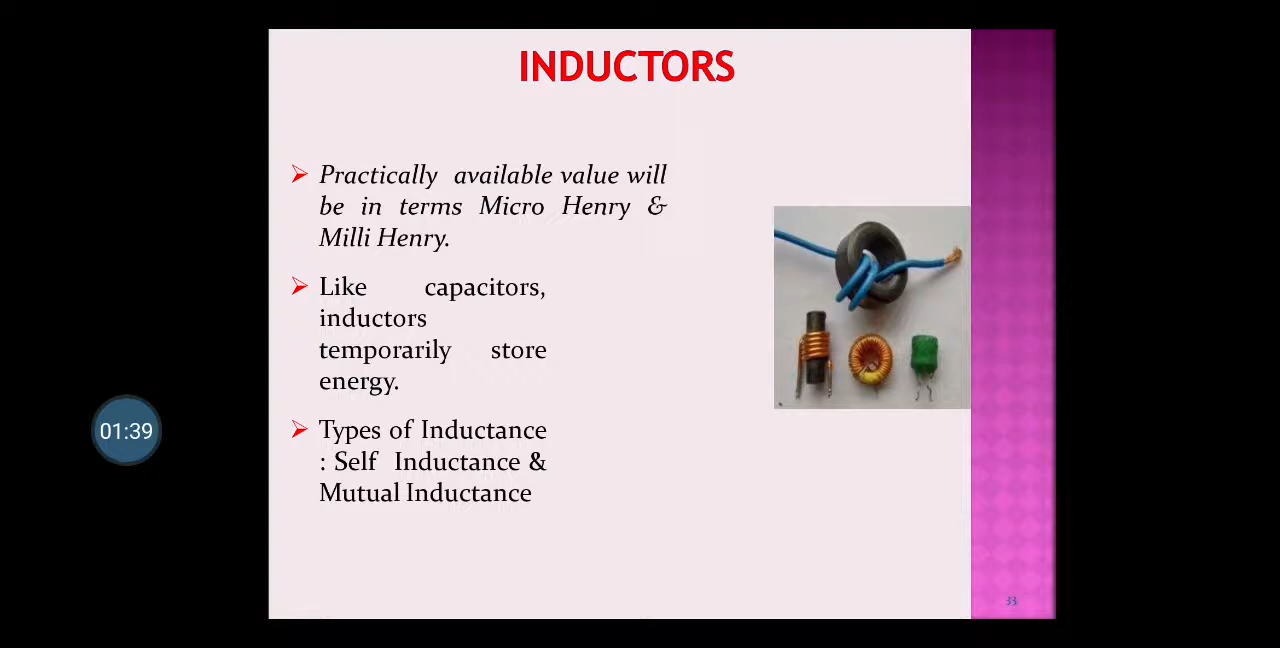 INDUCTORS
Practically available value will
be in terms Micro Henry &
Milli Henry.
Like capacitors,
inductors
temporarily store
energy.
01:39
Types of Inductance
: Self Inductance &
Mutual Inductance
33